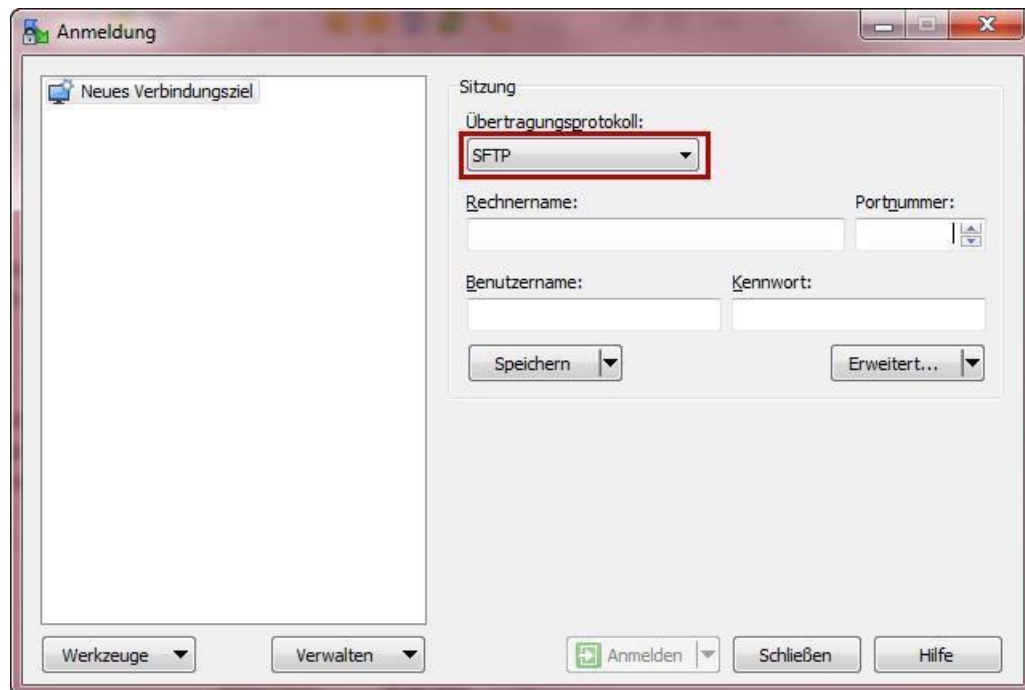 Anmeldung
Neues Verbindungsziel
Sitzung
Übertragungsprotokoll:
SFTP
Rechnername:
Portnummer:
Benutzername:
Kennwort:
Speichern
Erweitert...
Werkzeuge
Verwalten
Anmelden
Schließen
Hilfe